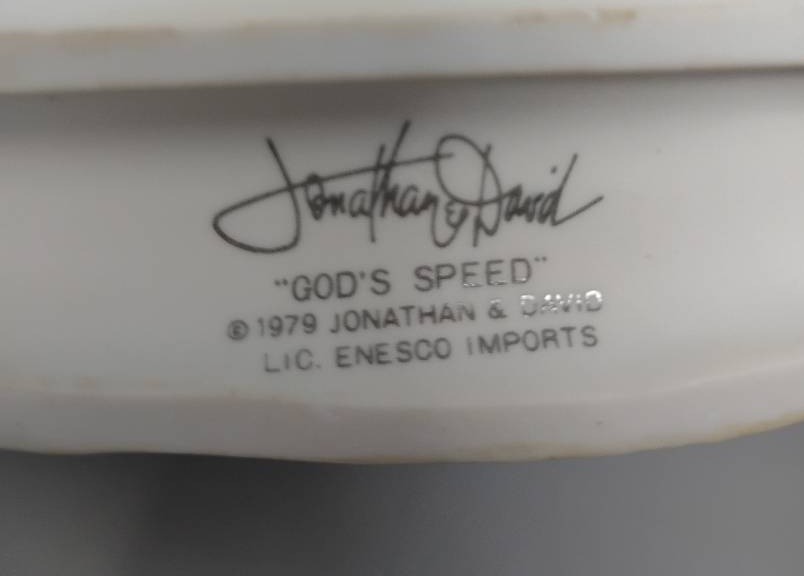 Jonathan & David
"GOD'S SPEED"
© 1979 JONATHAN & DAVID
LIC. ENESCO IMPORTS